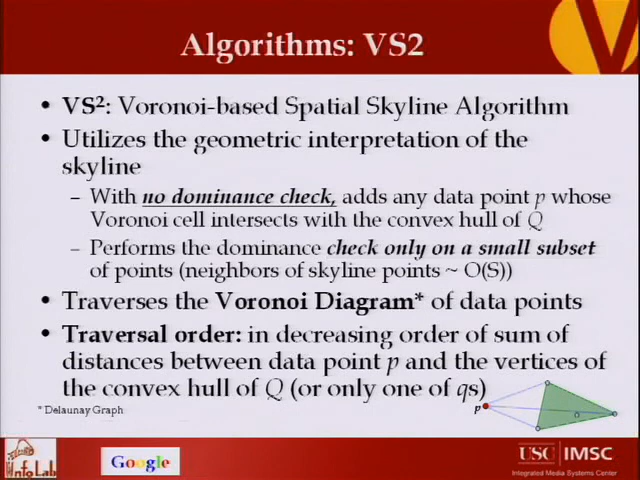 Algorithms: VS2
• VS²: Voronoi-based Spatial Skyline Algorithm
• Utilizes the geometric interpretation of the
skyline
– With no dominance check, adds any data point p whose
Voronoi cell intersects with the convex hull of Q
– Performs the dominance check only on a small subset
of points (neighbors of skyline points ~ O(S))
• Traverses the Voronoi Diagram* of data points
• Traversal order: in decreasing order of sum of
distances between data point p and the vertices of
the convex hull of Q (or only one of qs)
p
* Delaunay Graph
InfoLab
Google
USC IMSC
Integrated Media Systems Center